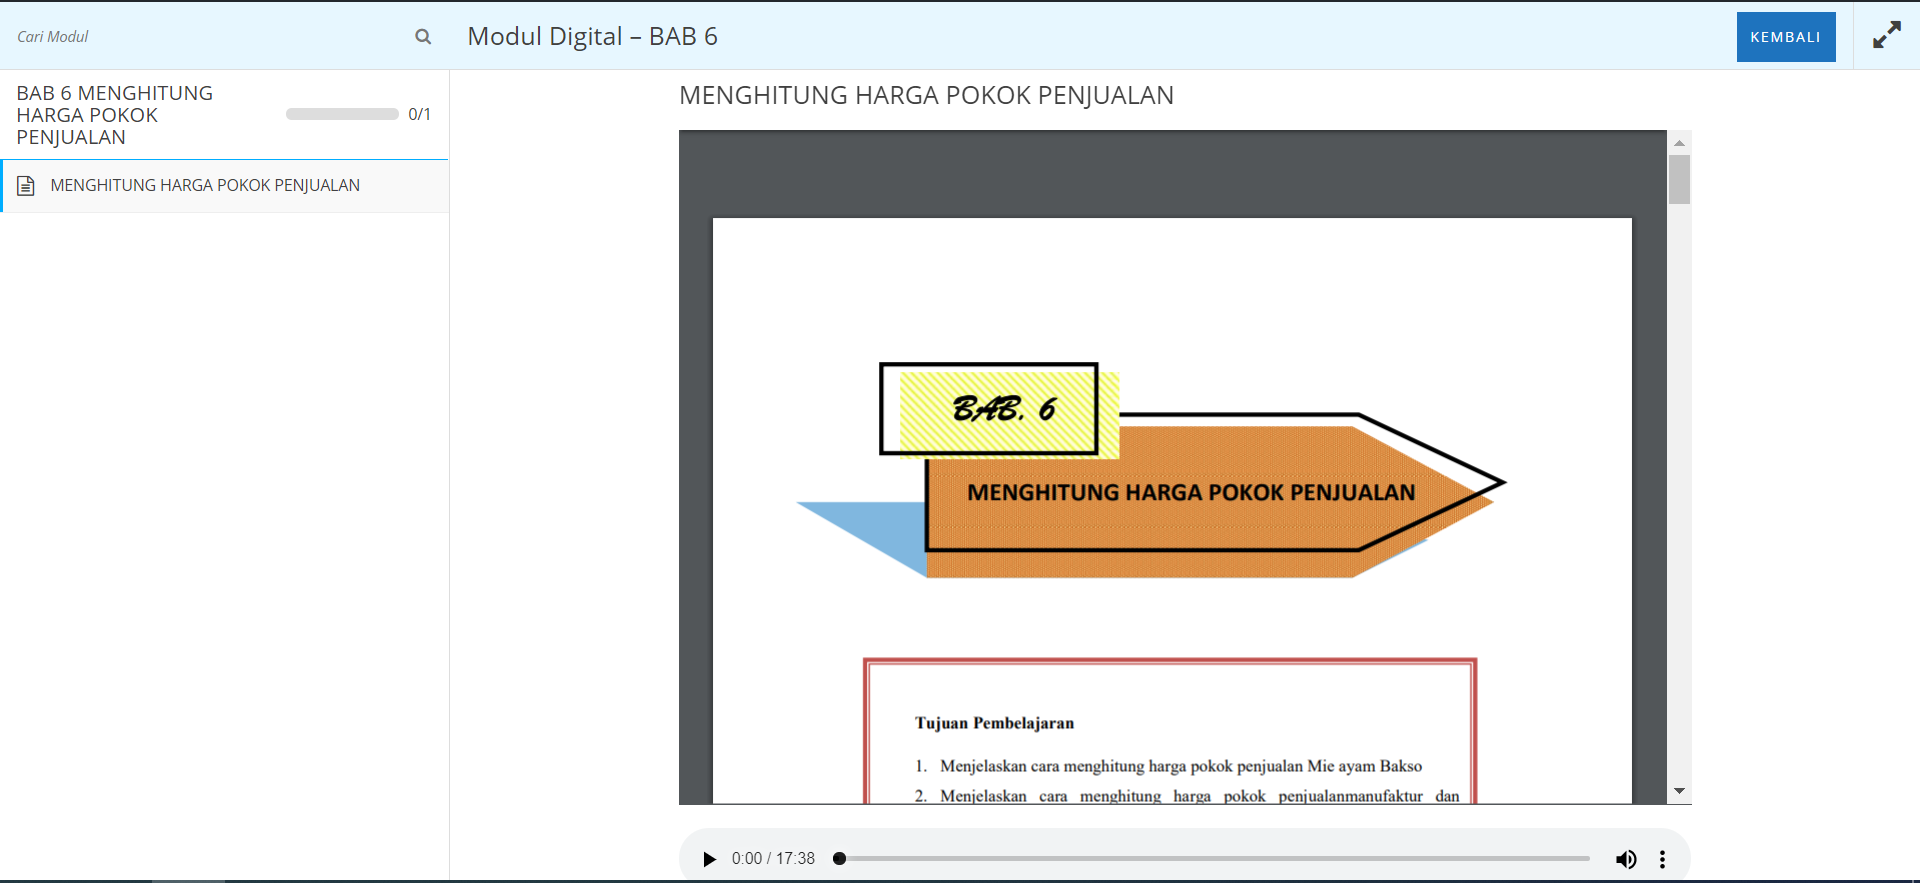 Cari Modul
Modul Digital – BAB 6
KEMBALI
BAB 6 MENGHITUNG
HARGA POKOK
PENJUALAN
0/1
MENGHITUNG HARGA POKOK PENJUALAN
MENGHITUNG HARGA POKOK PENJUALAN
BAB. 6
MENGHITUNG HARGA POKOK PENJUALAN
Tujuan Pembelajaran
1. Menjelaskan cara menghitung harga pokok penjualan Mie ayam Bakso
2. Menjelaskan cara menghitung harga pokok penjualanmanufaktur dan
0:00 / 17:38